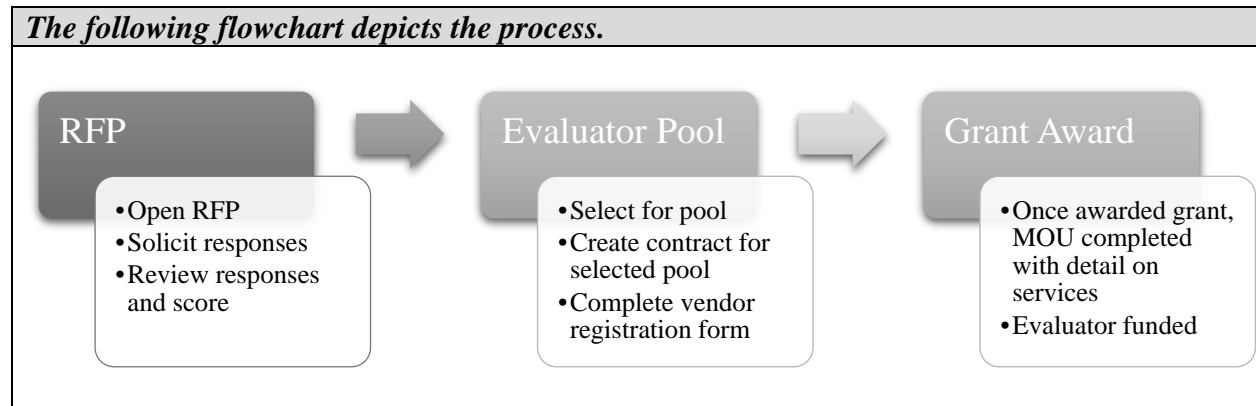 The following flowchart depicts the process.
RFP
•Open RFP
•Solicit responses
•Review responses
and score
Evaluator Pool
•Select for pool
•Create contract for
selected pool
•Complete vendor
registration form
Grant Award
•Once awarded grant,
MOU completed
with detail on
services
•Evaluator funded